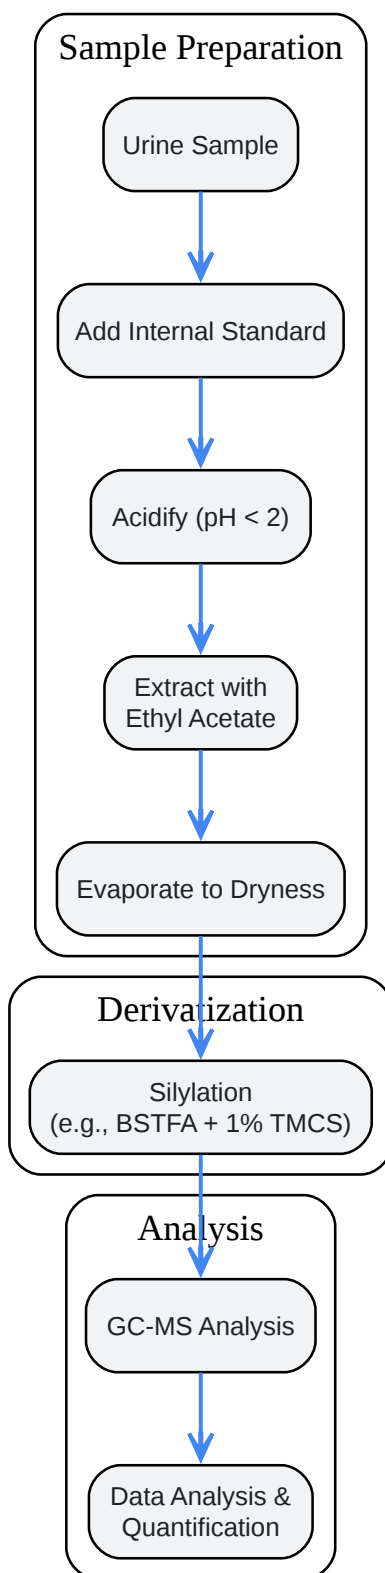 Sample Preparation
Urine Sample
Add Internal Standard
Acidify (pH < 2)
Extract with
Ethyl Acetate
Evaporate to Dryness
Derivatization
Silylation
(e.g., BSTFA + 1% TMCS)
Analysis
GC-MS Analysis
Data Analysis &
Quantification